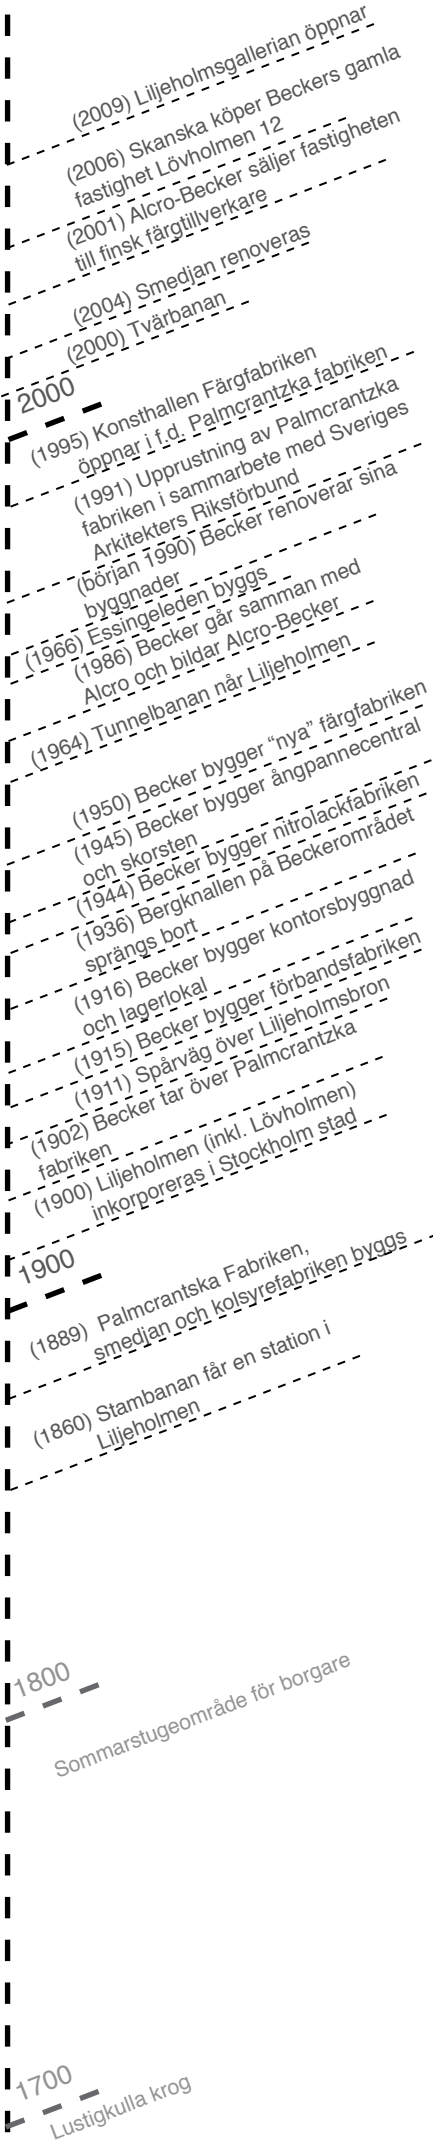 (2009) Liljeholmsgallerian öppnar
(2006) Skanska köper Beckers gamla
fastighet Lövholmen 12
(2001) Alcro-Becker säljer fastigheten
till finsk färgtillverkare
(2004) Smedjan renoveras
(2000) Tvärbanan
2000
(1995) Konsthallen Färgfabriken
öppnar i f.d. Palmcrantzka fabriken
(1991) Upprustning av Palmcrantzka
fabriken i sammarbete med Sveriges
Arkitekters Riksförbund
(början 1990) Becker renoverar sina
byggnader
(1966) Essingeleden byggs
(1986) Becker går samman med
Alcro och bildar Alcro-Becker
(1964) Tunnelbanan når Liljeholmen
(1950) Becker bygger “nya” färgfabriken
(1945) Becker bygger ångpannecentral
och skorsten
(1944) Becker bygger nitrolackfabriken
(1936) Bergknallen på Beckerområdet
sprängs bort
(1916) Becker bygger kontorsbyggnad
och lagerlokal
(1915) Becker bygger förbandsfabriken
(1911) Spårväg över Liljeholmsbron
(1902) Becker tar över Palmcrantzka
fabriken
(1900) Liljeholmen (inkl. Lövholmen)
inkorporeras i Stockholm stad
1900
(1889) Palmcrantska Fabriken,
smedjan och kolsyrefabriken byggs
(1860) Stambanan får en station i
Liljeholmen
1800
Sommarstugeområde för borgare
1700
Lustigkulla krog